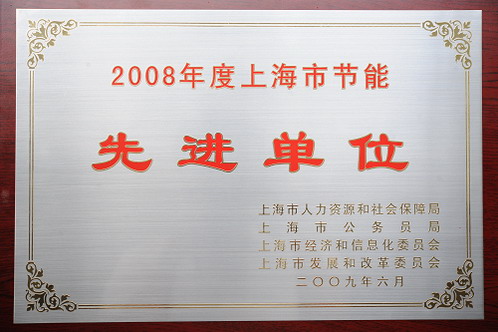 2008年度上海市节能
先进单位
上海市人力资源和社会保障局
上海市公务员局
上海市经济和信息化委员会
上海市发展和改革委员会
二〇〇九年六月